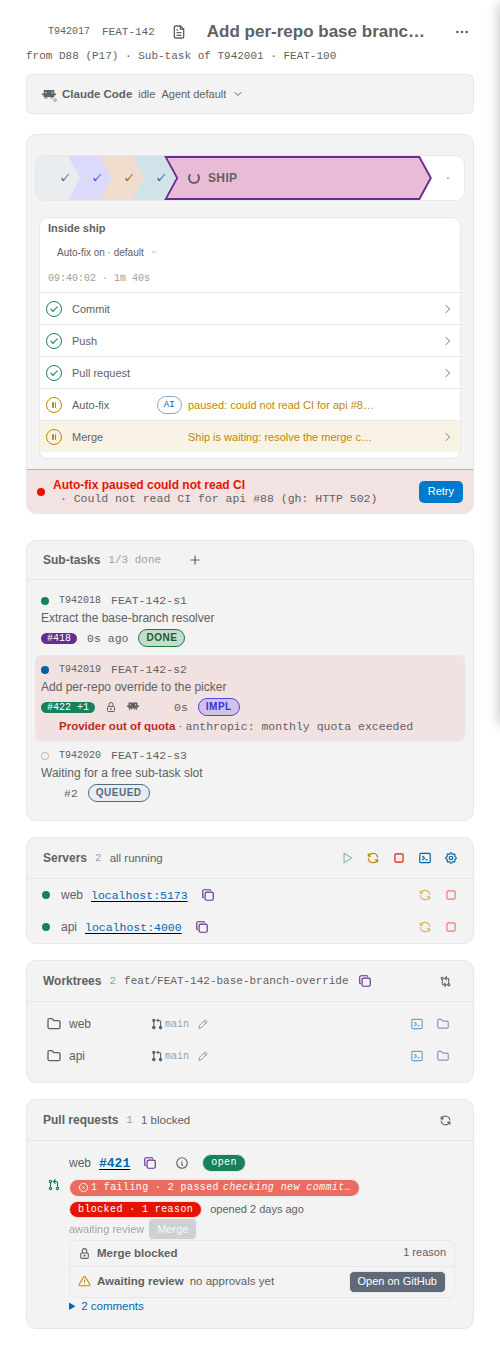 T942017 FEAT-142 Add per-repo base branc…
from D88 (P17) · Sub-task of T942001 · FEAT-100
Claude Code idle Agent default
SHIP ·
Inside ship
Auto-fix on · default
09:40:02 · 1m 40s
Commit
Push
Pull request
Auto-fix AI paused: could not read CI for api #8…
Merge Ship is waiting: resolve the merge c…
Auto-fix paused could not read CI
· Could not read CI for api #88 (gh: HTTP 502)
Retry
Sub-tasks 1/3 done
T942018 FEAT-142-s1
Extract the base-branch resolver
#418 0s ago DONE
T942019 FEAT-142-s2
Add per-repo override to the picker
#422 +1 0s IMPL
Provider out of quota · anthropic: monthly quota exceeded
T942020 FEAT-142-s3
Waiting for a free sub-task slot
#2 QUEUED
Servers 2 all running
web localhost:5173
api localhost:4000
Worktrees 2 feat/FEAT-142-base-branch-override
web main
api main
Pull requests 1 1 blocked
web #421 open
1 failing · 2 passed checking new commit…
blocked · 1 reason opened 2 days ago
awaiting review Merge
Merge blocked 1 reason
Awaiting review no approvals yet Open on GitHub
2 comments